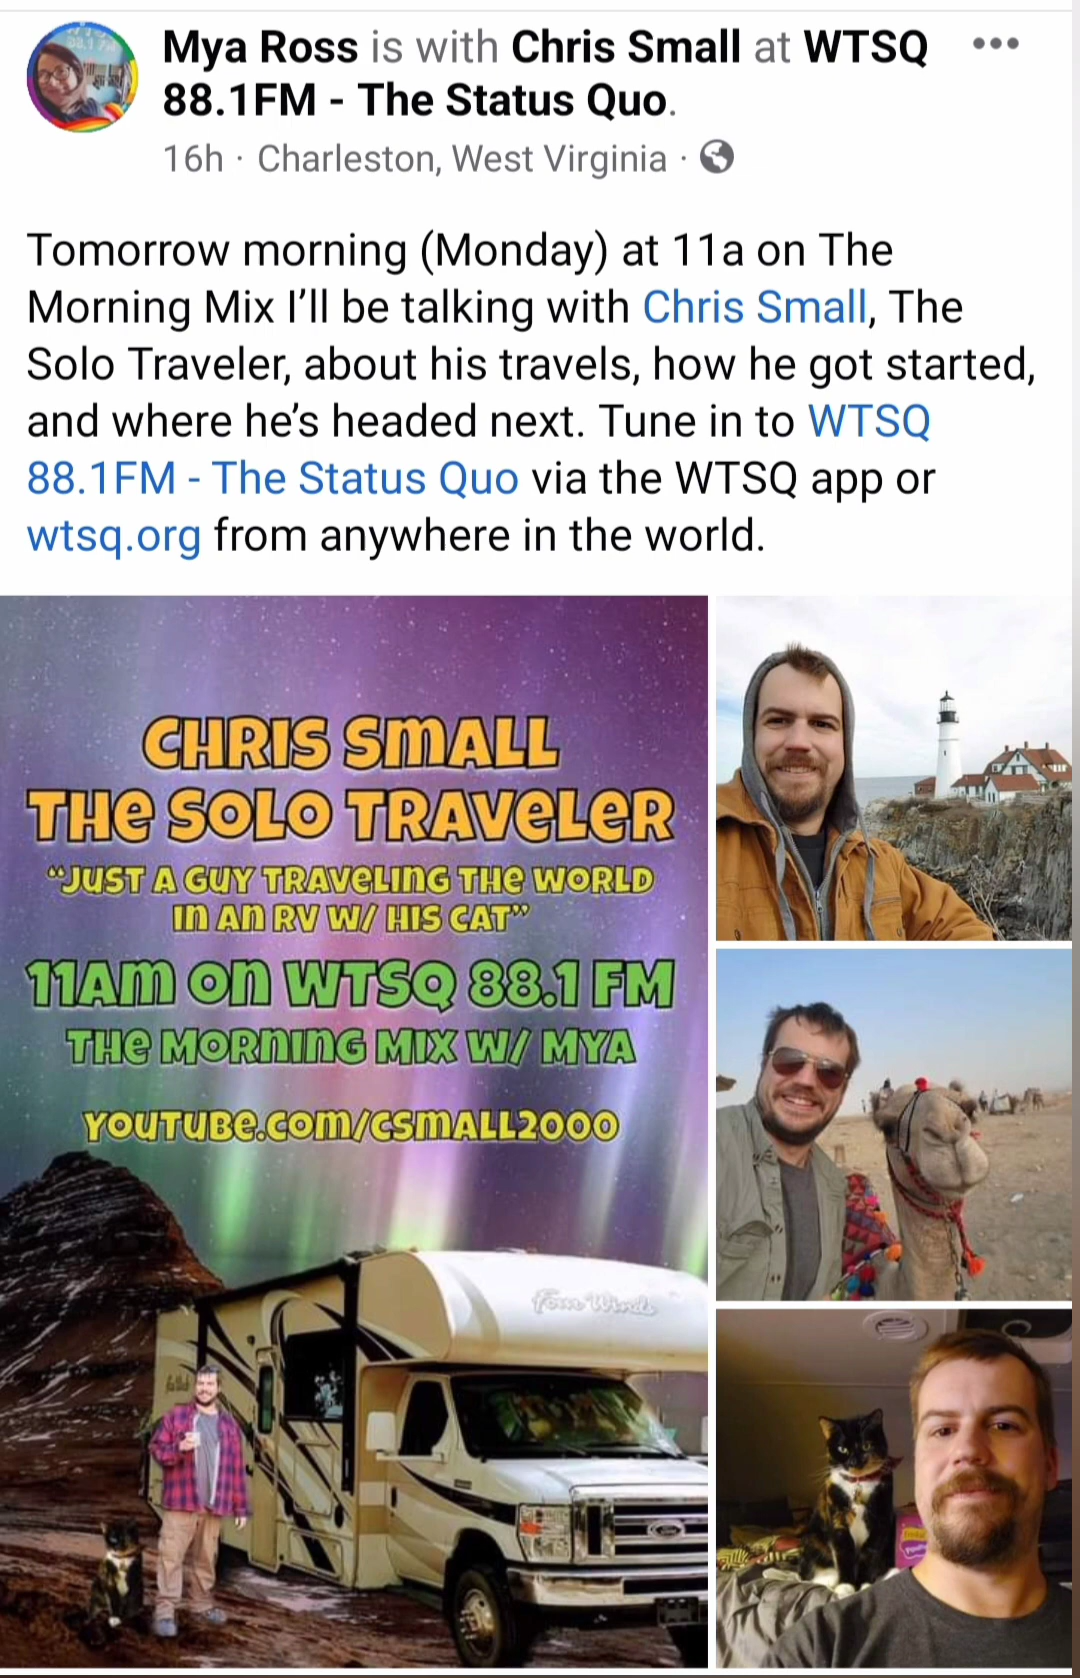 Mya Ross is with Chris Small at WTSQ
88.1FM - The Status Quo.
16h · Charleston, West Virginia ·
Tomorrow morning (Monday) at 11a on The
Morning Mix I'll be talking with Chris Small, The
Solo Traveler, about his travels, how he got started,
and where he's headed next. Tune in to WTSQ
88.1FM - The Status Quo via the WTSQ app or
wtsq.org from anywhere in the world.
CHRIS SMALL
THE SOLO TRAVELER
"JUST A GUY TRAVELING THE WORLD
IN AN RV W/ HIS CAT"
11AM ON WTSQ 88.1 FM
THE MORNING MIX W/ MYA
YOUTUBE.COM/CSMALL2000
Four Winds
Ford